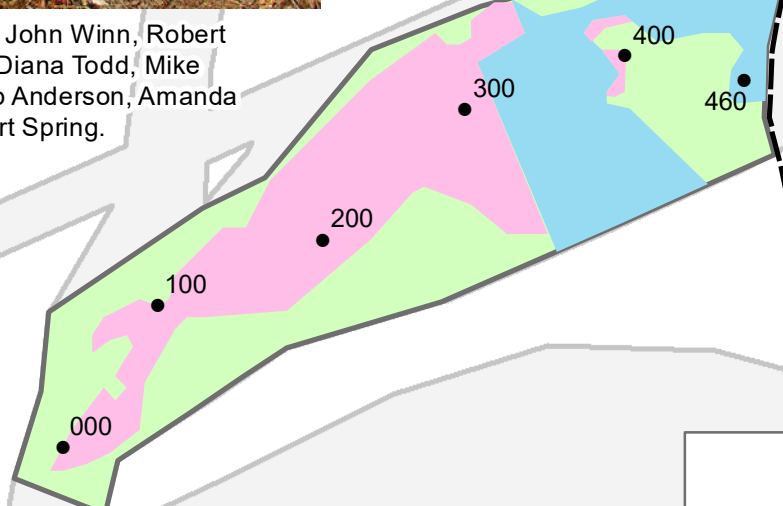 John Winn, Robert
Diana Todd, Mike
Anderson, Amanda
rt Spring.
400
300
460
200
100
000